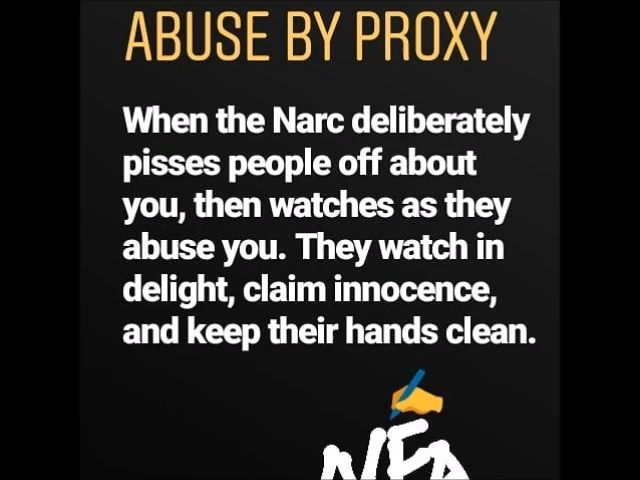 ABUSE BY PROXY
When the Narc deliberately
pisses people off about
you, then watches as they
abuse you. They watch in
delight, claim innocence,
and keep their hands clean.